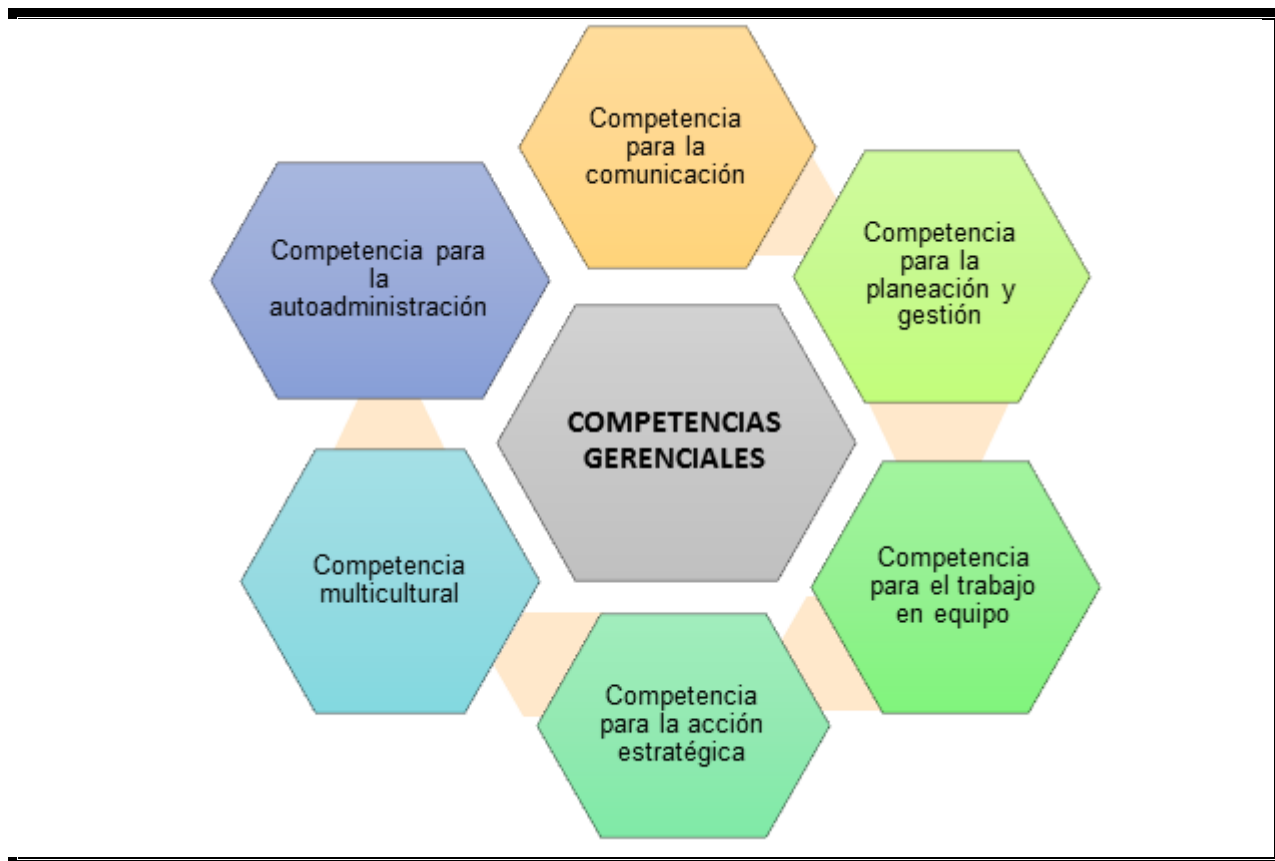 Competencia
para la
comunicación
Competencia
para la
planeación y
gestión
Competencia para
la
autoadministración
COMPETENCIAS
GERENCIALES
Competencia
para el trabajo
en equipo
Competencia
multicultural
Competencia
para la acción
estratégica